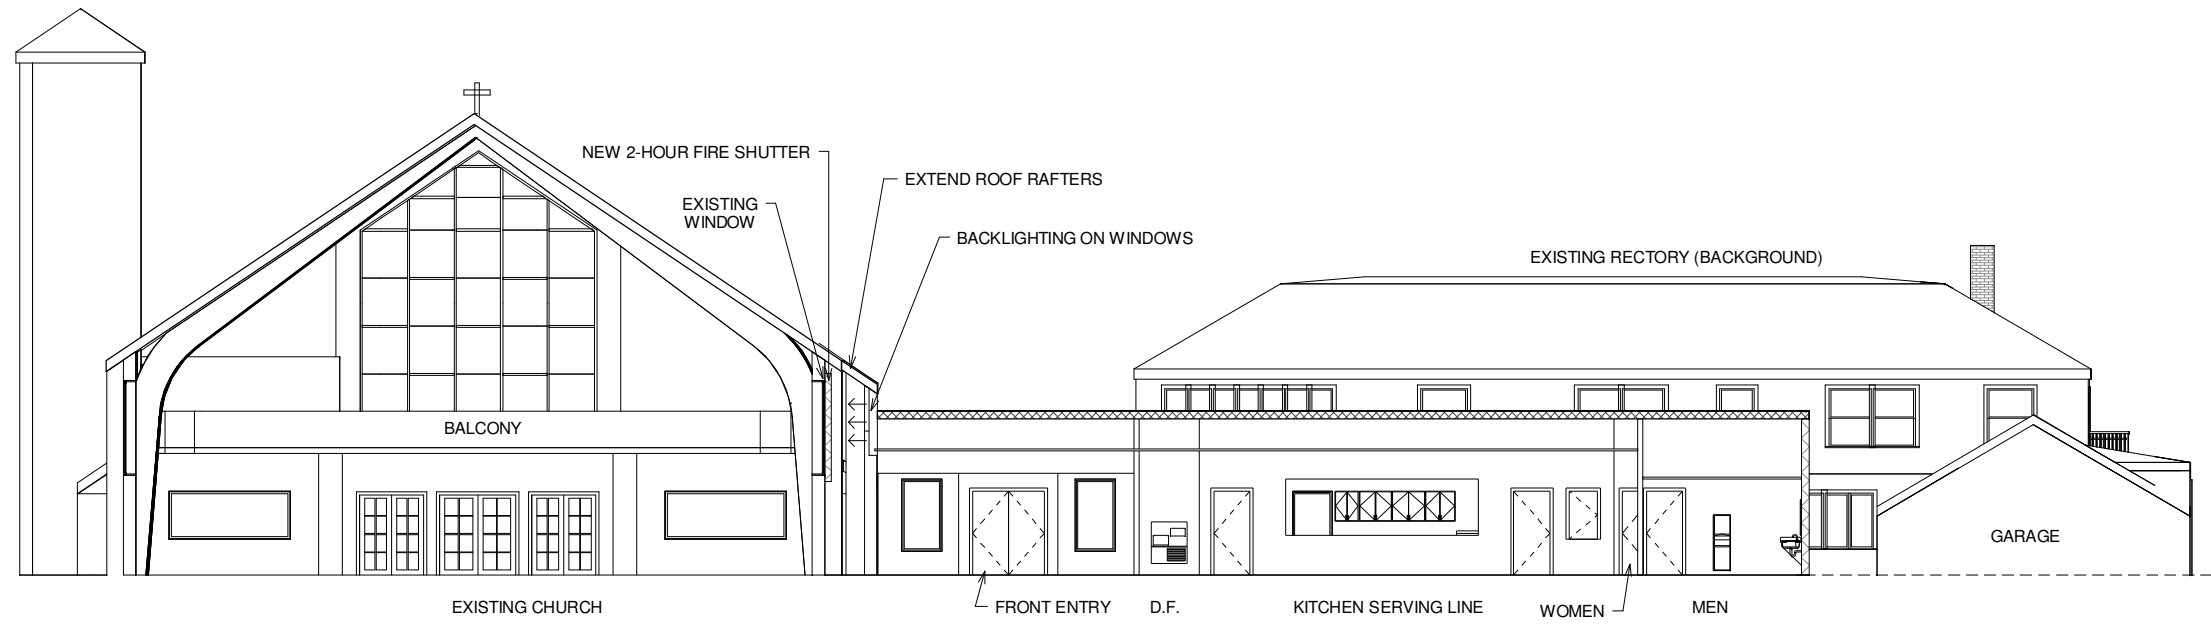 NEW 2-HOUR FIRE SHUTTER
EXTEND ROOF RAFTERS
EXISTING
WINDOW
BACKLIGHTING ON WINDOWS
EXISTING RECTORY (BACKGROUND)
BALCONY
GARAGE
EXISTING CHURCH
FRONT ENTRY
D.F.
KITCHEN SERVING LINE
WOMEN
MEN